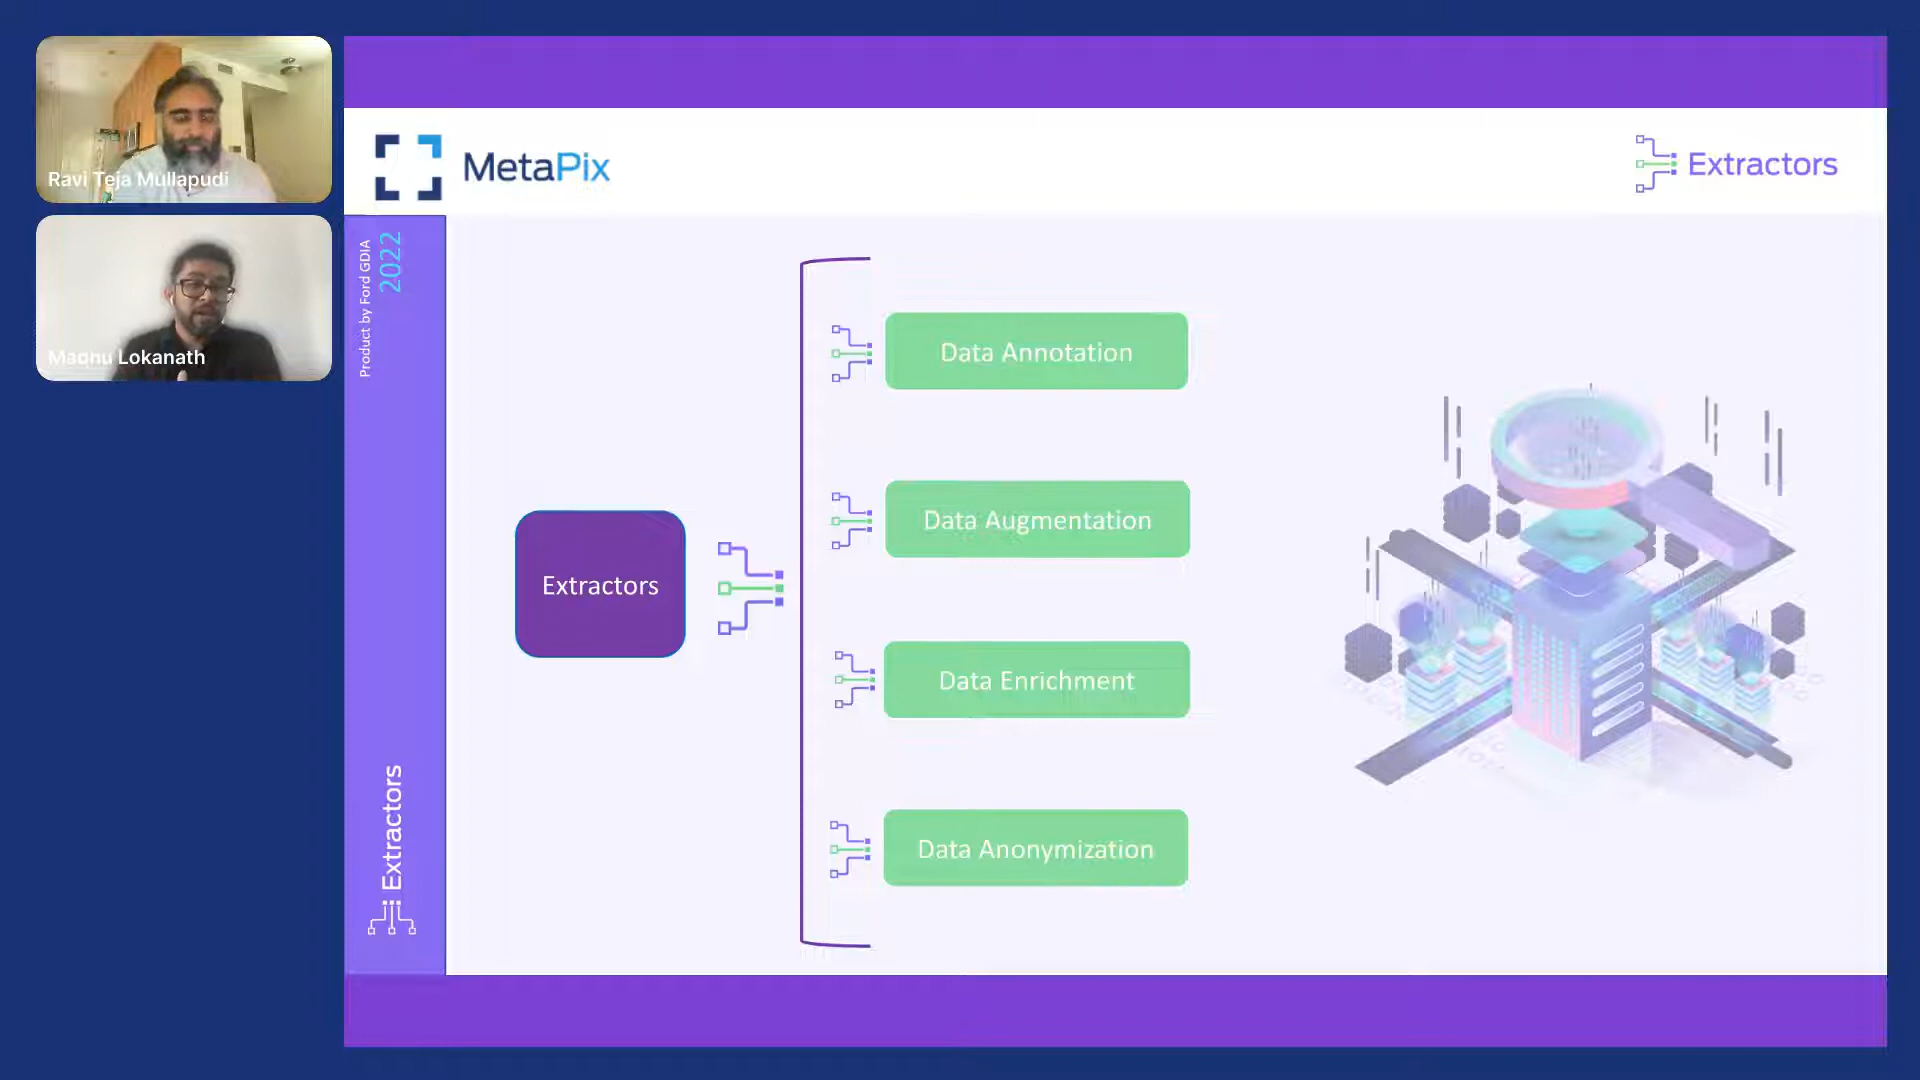 Ravi Teja Mullapudi
Madhu Lokanath
MetaPix
Extractors
Product by Ford GDIA
2022
Extractors
Extractors
Data Annotation
Data Augmentation
Data Enrichment
Data Anonymization